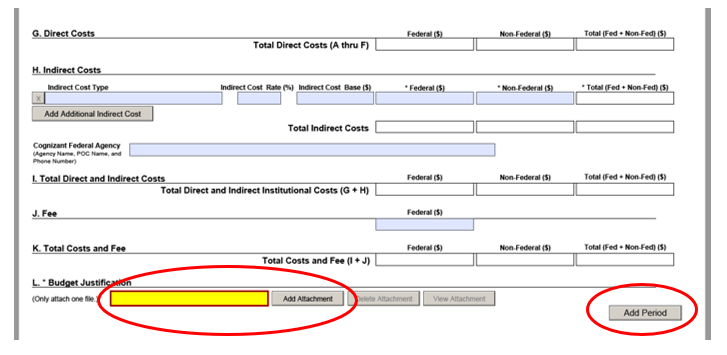 G. Direct Costs Federal ($) Non-Federal ($) Total (Fed + Non-Fed) ($)
Total Direct Costs (A thru F)
H. Indirect Costs
Indirect Cost Type Indirect Cost Rate (%) Indirect Cost Base ($) * Federal ($) * Non-Federal ($) * Total (Fed + Non-Fed) ($)
X
Add Additional Indirect Cost
Total Indirect Costs
Cognizant Federal Agency
(Agency Name, POC Name, and
Phone Number)
I. Total Direct and Indirect Costs Federal ($) Non-Federal ($) Total (Fed + Non-Fed) ($)
Total Direct and Indirect Institutional Costs (G + H)
J. Fee Federal ($)
K. Total Costs and Fee Federal ($) Non-Federal ($) Total (Fed + Non-Fed) ($)
Total Costs and Fee (I + J)
L. * Budget Justification
(Only attach one file.) Add Attachment Delete Attachment View Attachment
Add Period